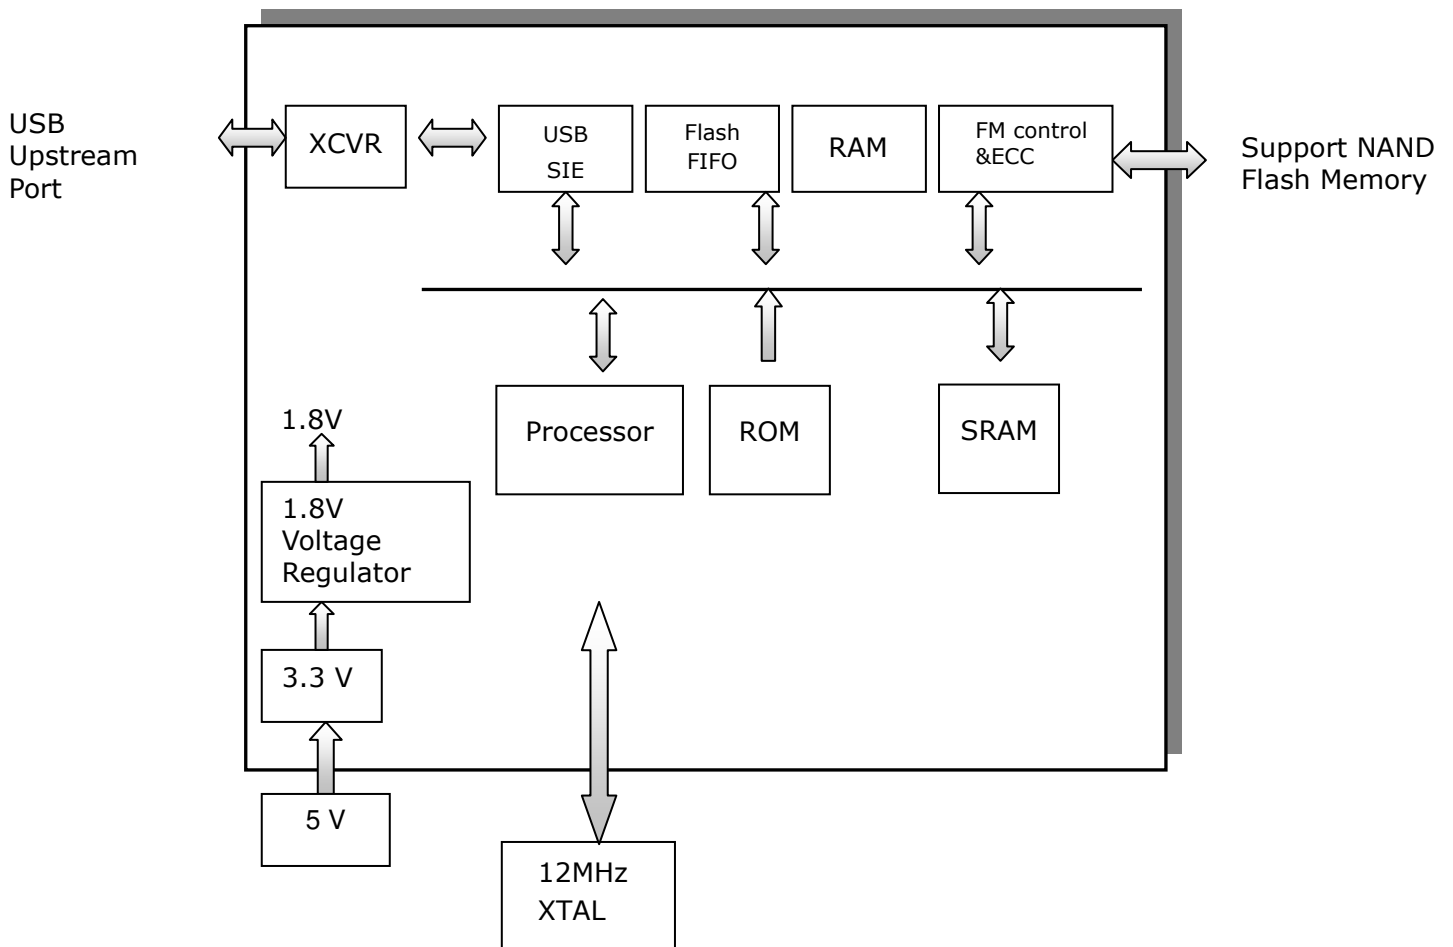 USB
Upstream
Port
XCVR
USB
SIE
Flash
FIFO
RAM
FM control
&ECC
Support NAND
Flash Memory
1.8V
1.8V
Voltage
Regulator
3.3 V
5 V
Processor
ROM
SRAM
12MHz
XTAL